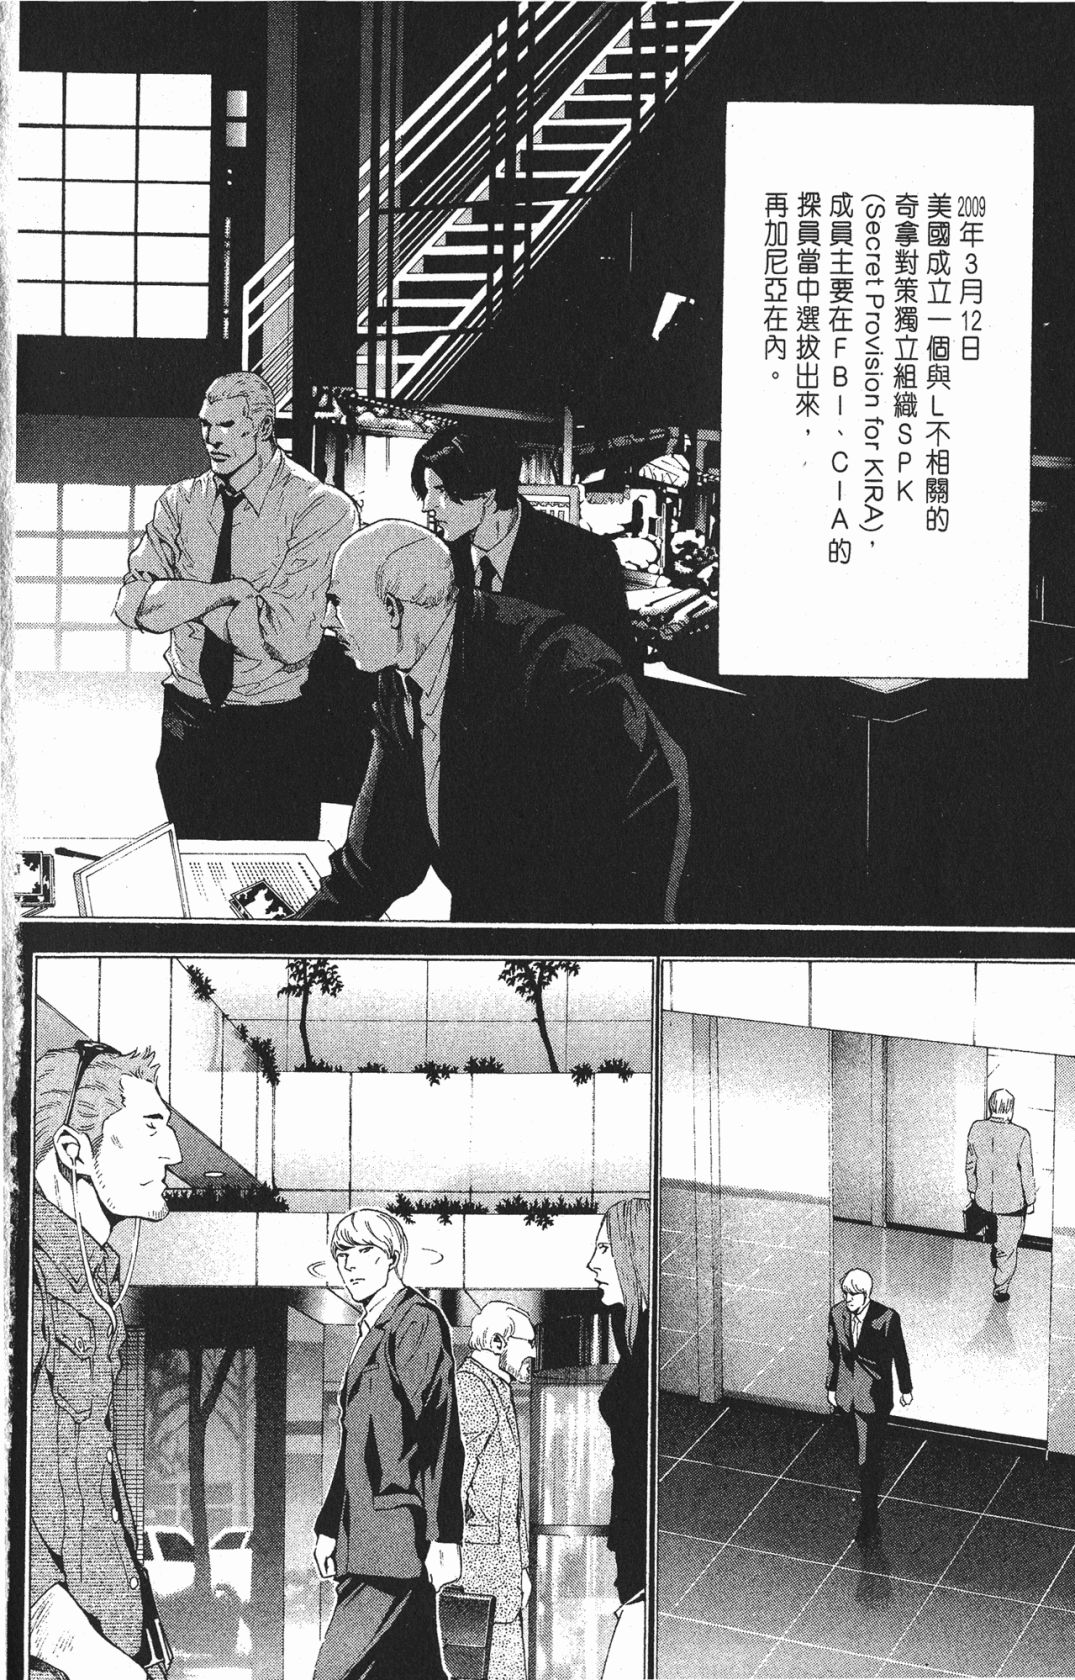 2009年3月12日
美國成立一個與L不相關的
奇拿對策獨立組織SPK
(Secret Provision for KIRA)，
成員主要在FBI、CIA的
探員當中選拔出來，
再加尼亞在內。